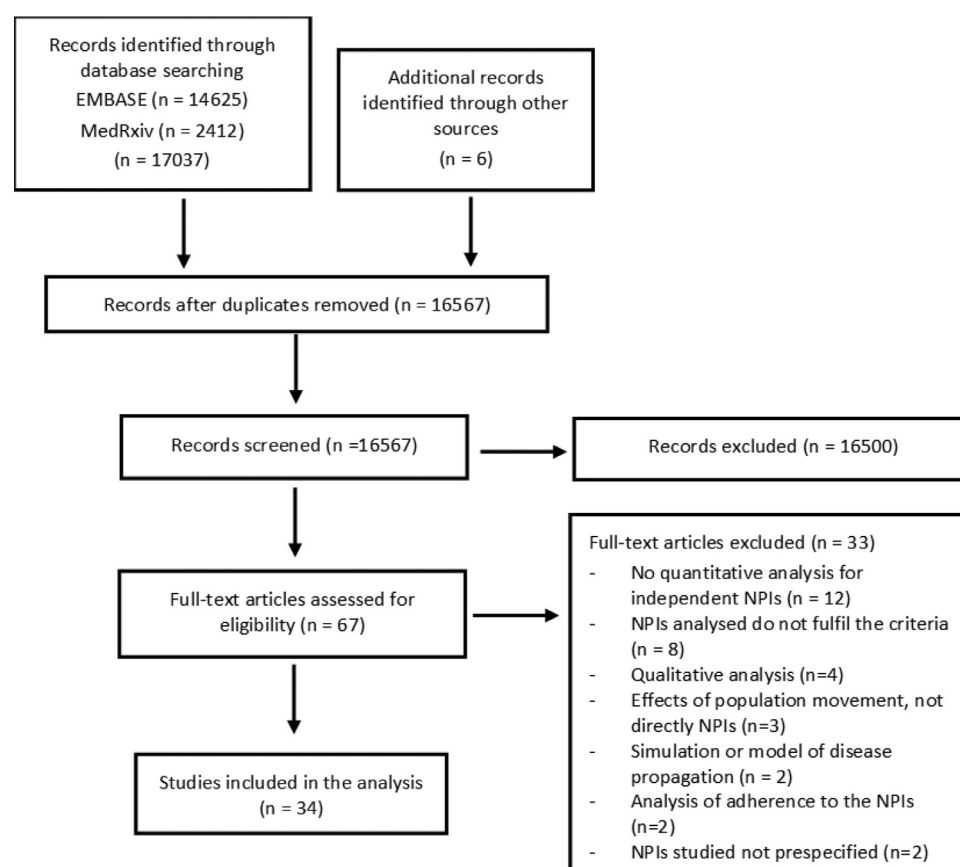 Records identified through
database searching
EMBASE (n = 14625)
MedRxiv (n = 2412)
(n = 17037)
Additional records
identified through other
sources
(n = 6)
Records after duplicates removed (n = 16567)
Records screened (n =16567)
Records excluded (n = 16500)
Full-text articles assessed for
eligibility (n = 67)
Full-text articles excluded (n = 33)
- No quantitative analysis for
independent NPIs (n = 12)
- NPIs analysed do not fulfil the criteria
(n = 8)
- Qualitative analysis (n=4)
- Effects of population movement, not
directly NPIs (n=3)
- Simulation or model of disease
propagation (n = 2)
- Analysis of adherence to the NPIs
(n=2)
- NPIs studied not prespecified (n=2)
Studies included in the analysis
(n = 34)